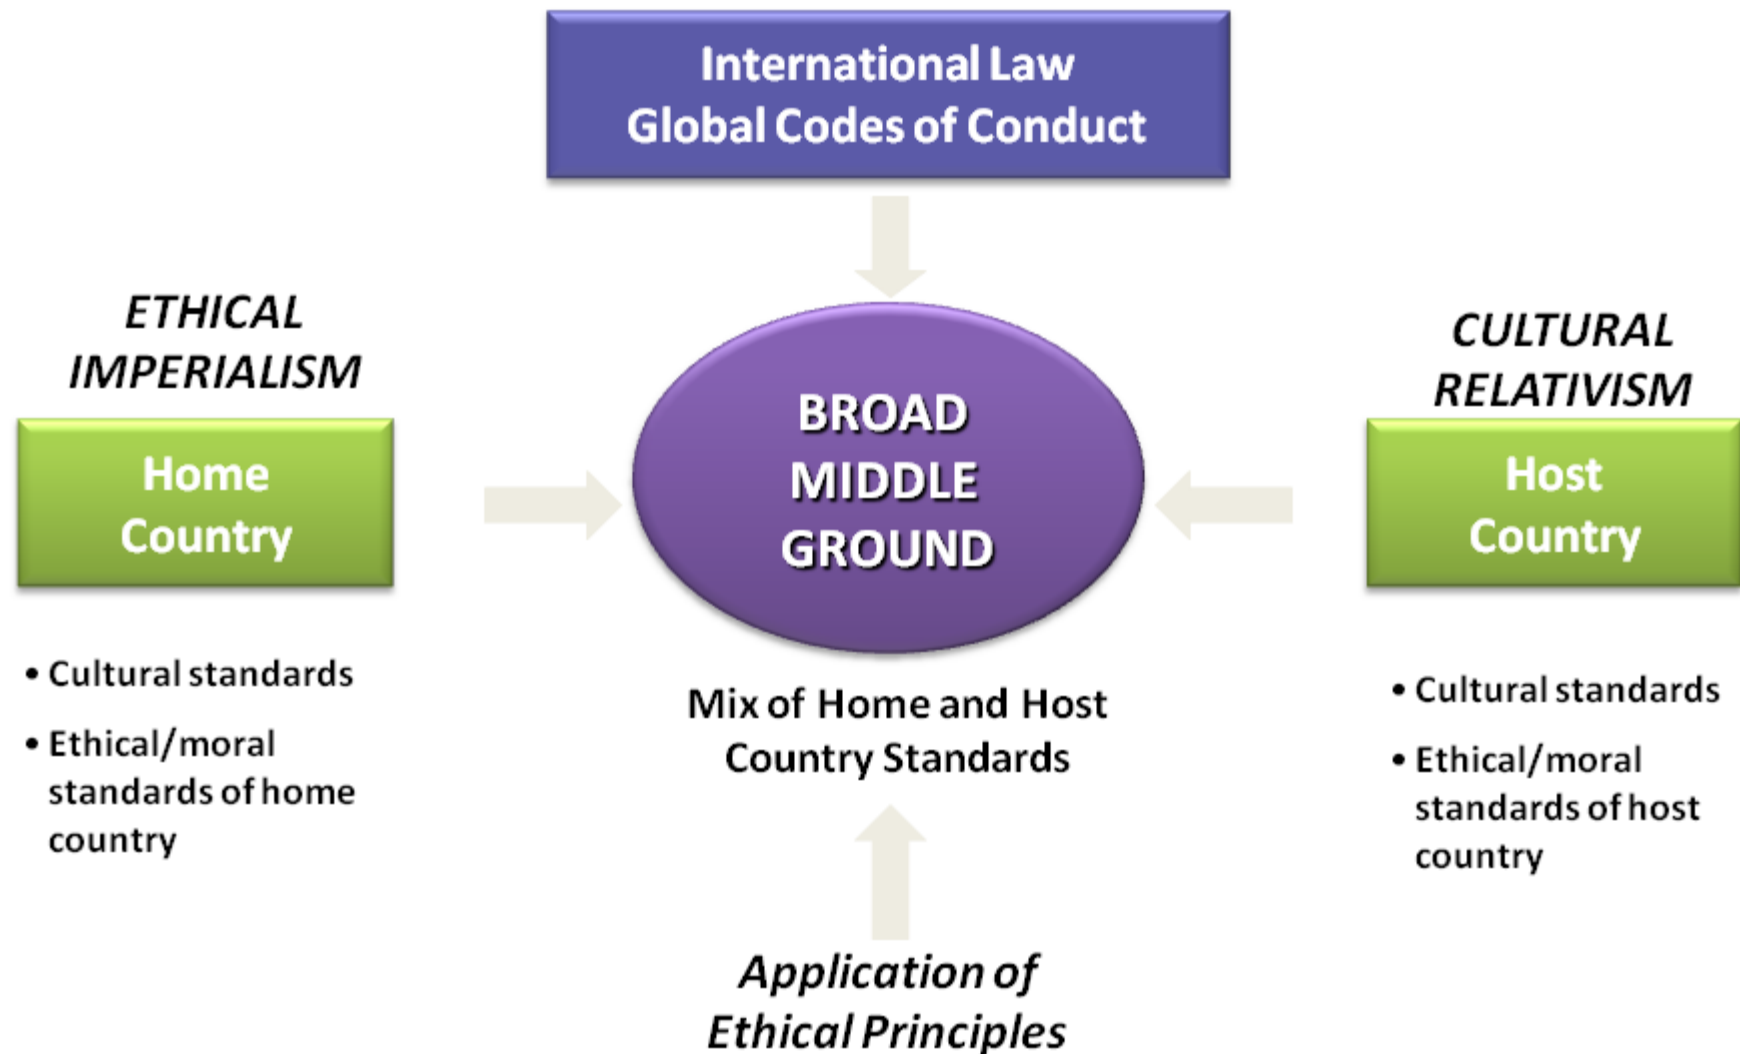 International Law
Global Codes of Conduct
ETHICAL
IMPERIALISM
Home
Country
• Cultural standards
• Ethical/moral
standards of home
country
BROAD
MIDDLE
GROUND
Mix of Home and Host
Country Standards
Application of
Ethical Principles
CULTURAL
RELATIVISM
Host
Country
• Cultural standards
• Ethical/moral
standards of host
country